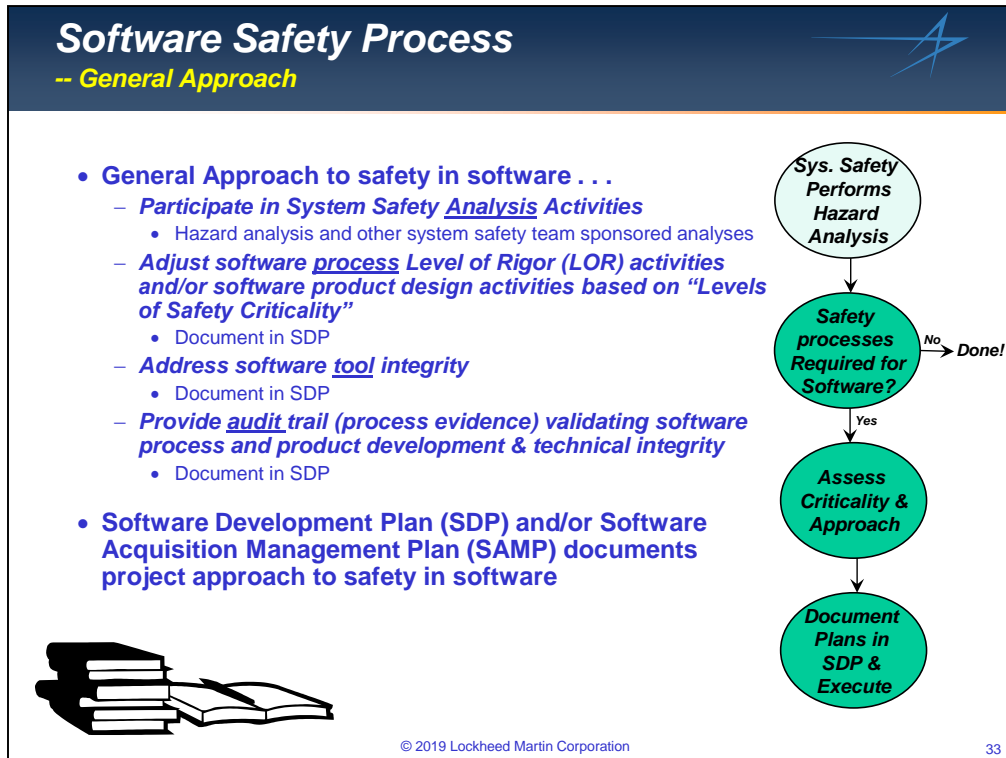 Software Safety Process
-- General Approach
• General Approach to safety in software . . .
– Participate in System Safety Analysis Activities
• Hazard analysis and other system safety team sponsored analyses
– Adjust software process Level of Rigor (LOR) activities
and/or software product design activities based on “Levels
of Safety Criticality”
• Document in SDP
– Address software tool integrity
• Document in SDP
– Provide audit trail (process evidence) validating software
process and product development & technical integrity
• Document in SDP
• Software Development Plan (SDP) and/or Software
Acquisition Management Plan (SAMP) documents
project approach to safety in software
Sys. Safety
Performs
Hazard
Analysis
Safety
processes
Required for
Software?
No
Done!
Yes
Assess
Criticality &
Approach
Document
Plans in
SDP &
Execute
© 2019 Lockheed Martin Corporation
33